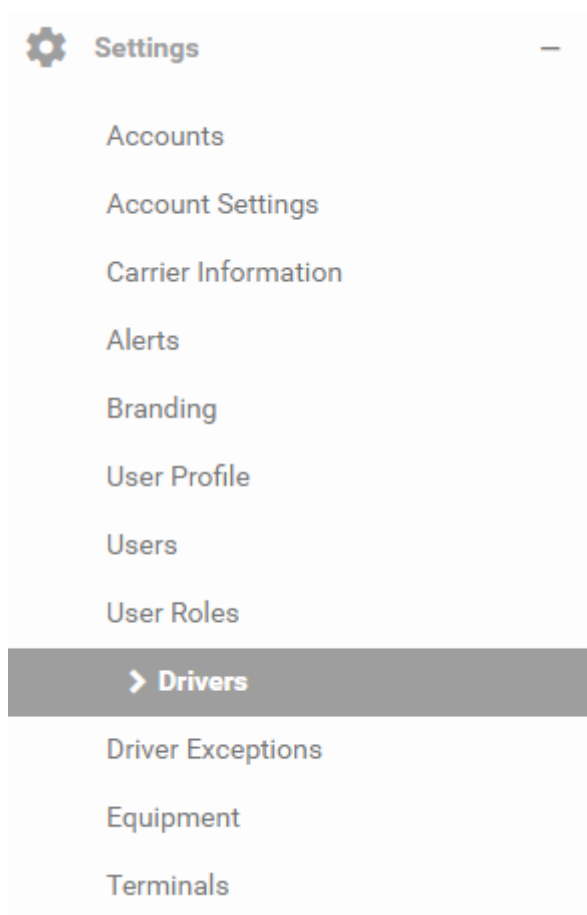 Settings
Accounts
Account Settings
Carrier Information
Alerts
Branding
User Profile
Users
User Roles
Drivers
Driver Exceptions
Equipment
Terminals